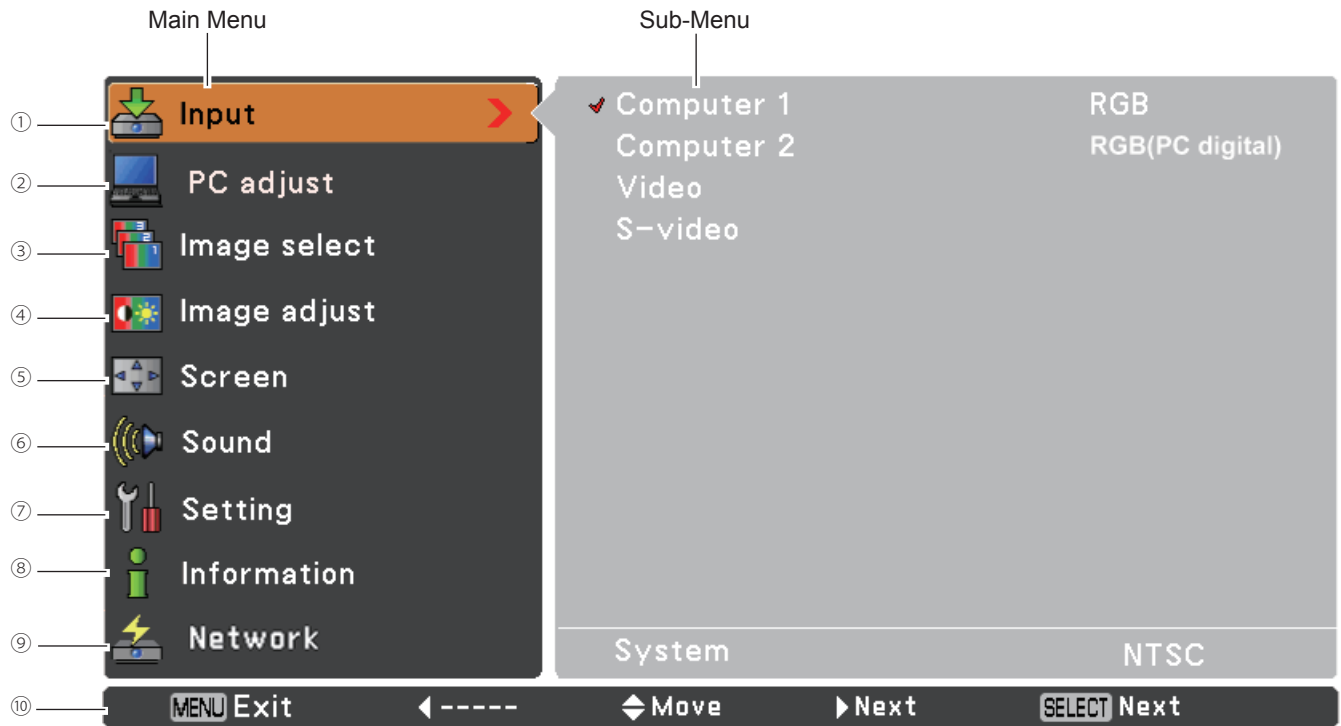 Main Menu Sub-Menu
① Input Computer 1 RGB
Computer 2 RGB(PC digital)
② PC adjust Video
S-video
③ Image select
④ Image adjust
⑤ Screen
⑥ Sound
⑦ Setting
⑧ Information
⑨ Network System NTSC
⑩ MENU Exit ----- Move Next SELECT Next